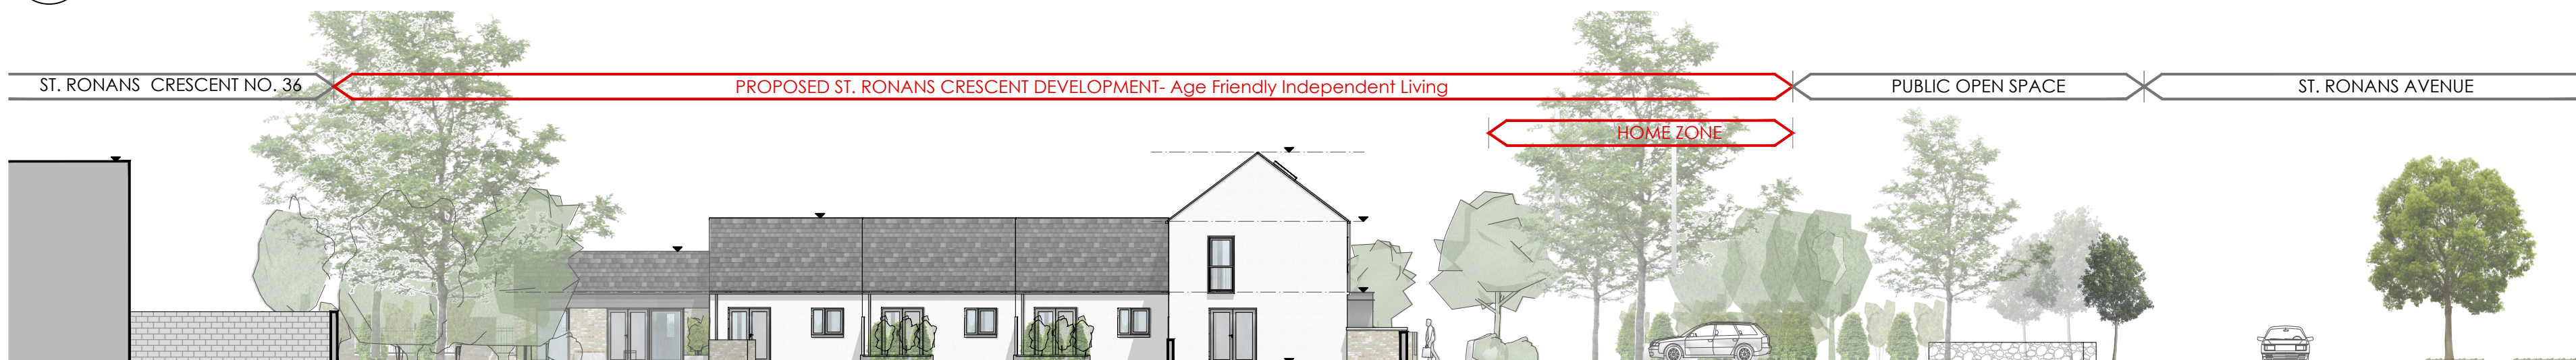 ST. RONANS CRESCENT NO. 36
PROPOSED ST. RONANS CRESCENT DEVELOPMENT- Age Friendly Independent Living
PUBLIC OPEN SPACE
ST. RONANS AVENUE
HOME ZONE